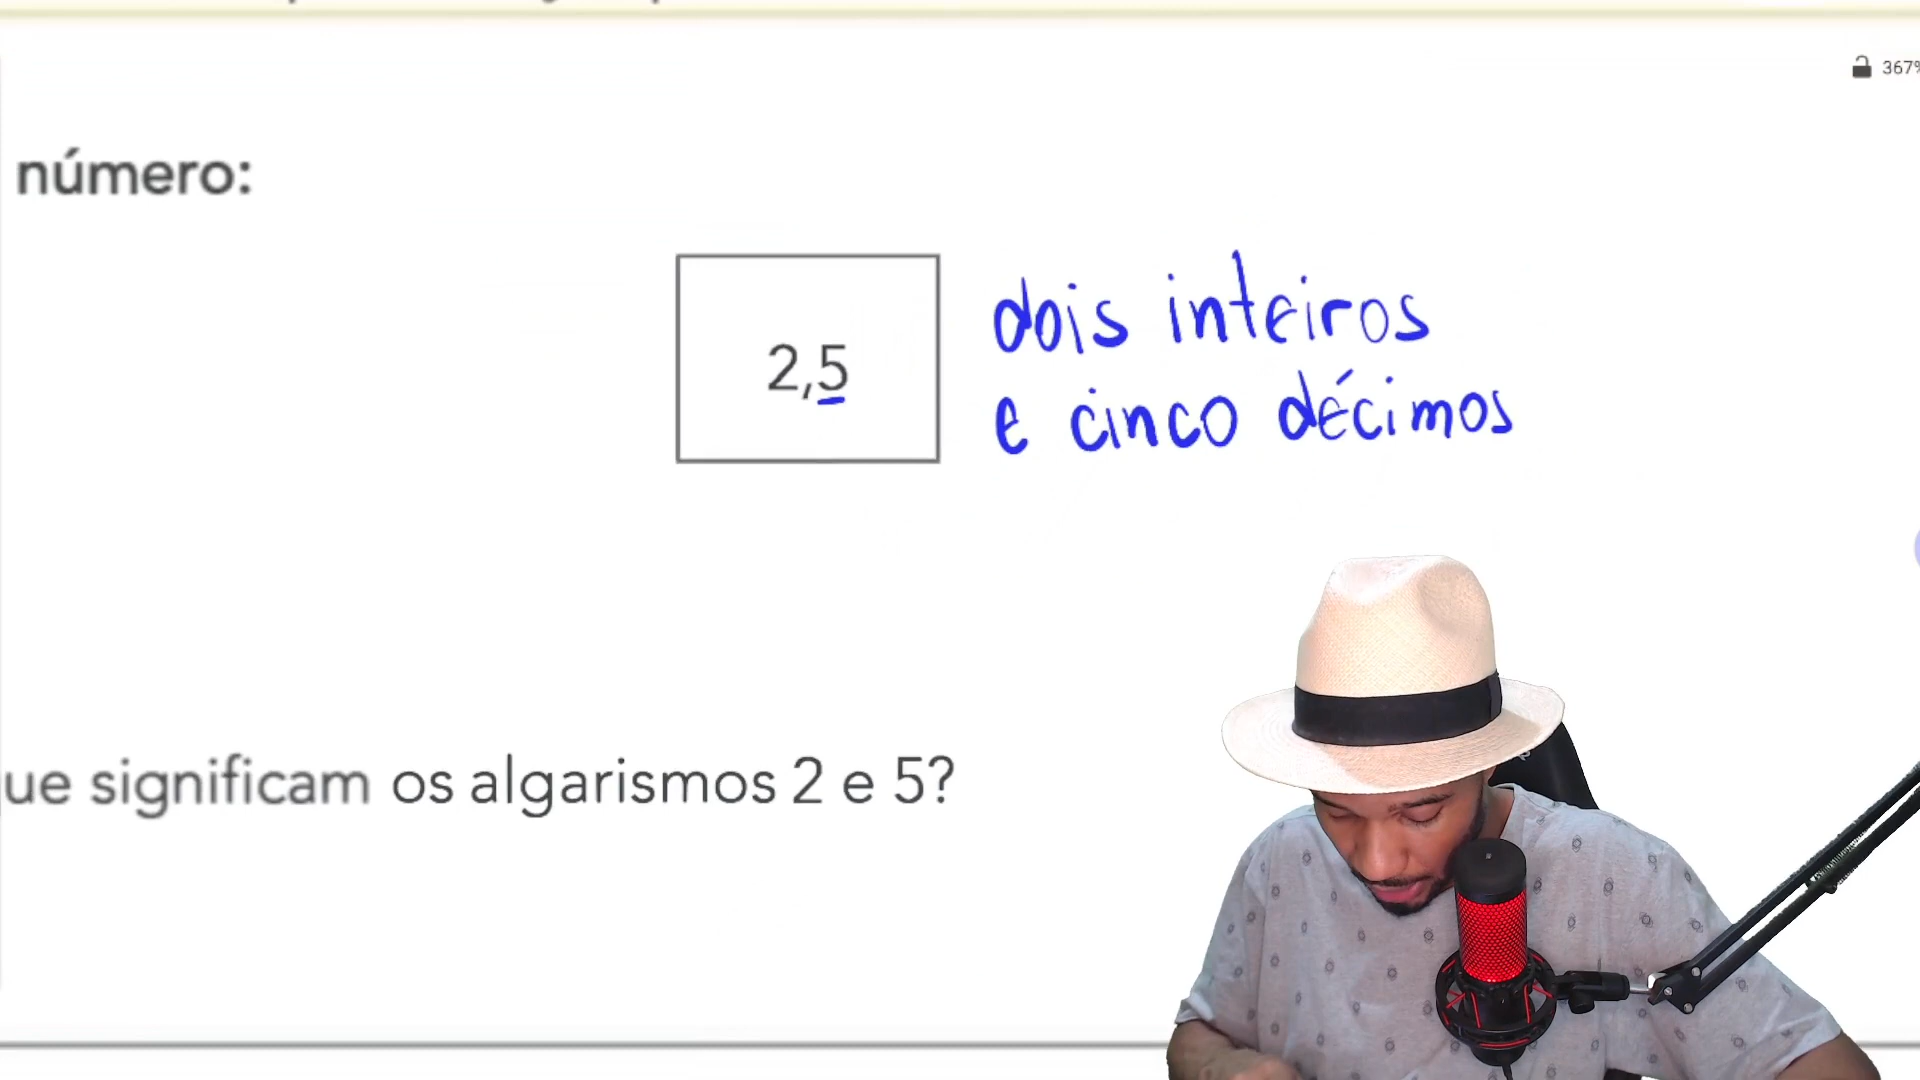 367%
número:
2,5
dois inteiros
e cinco décimos
ue significam os algarismos 2 e 5?